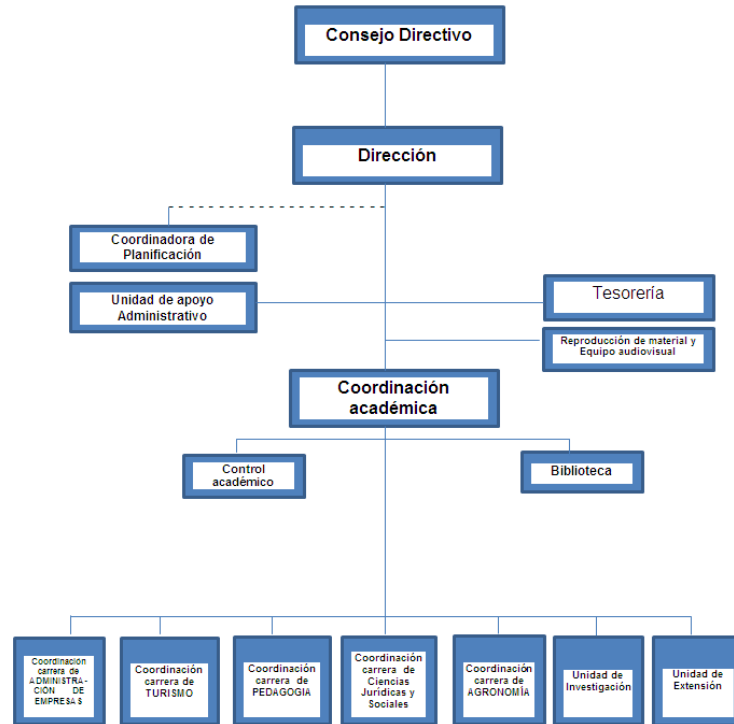 Consejo Directivo
Dirección
Coordinadora de
Planificación
Unidad de apoyo
Administrativo
Tesorería
Reproducción de material y
Equipo audiovisual
Coordinación
académica
Control
académico
Biblioteca
Coordinación
carrera de
ADMINISTRA-
CIÓN DE
EMPRESAS
Coordinación
carrera de
TURISMO
Coordinación
carrera de
PEDAGOGIA
Coordinación
carrera de
Ciencias
Jurídicas y
Sociales
Coordinación
carrera de
AGRONOMÍA
Unidad de
Investigación
Unidad de
Extensión